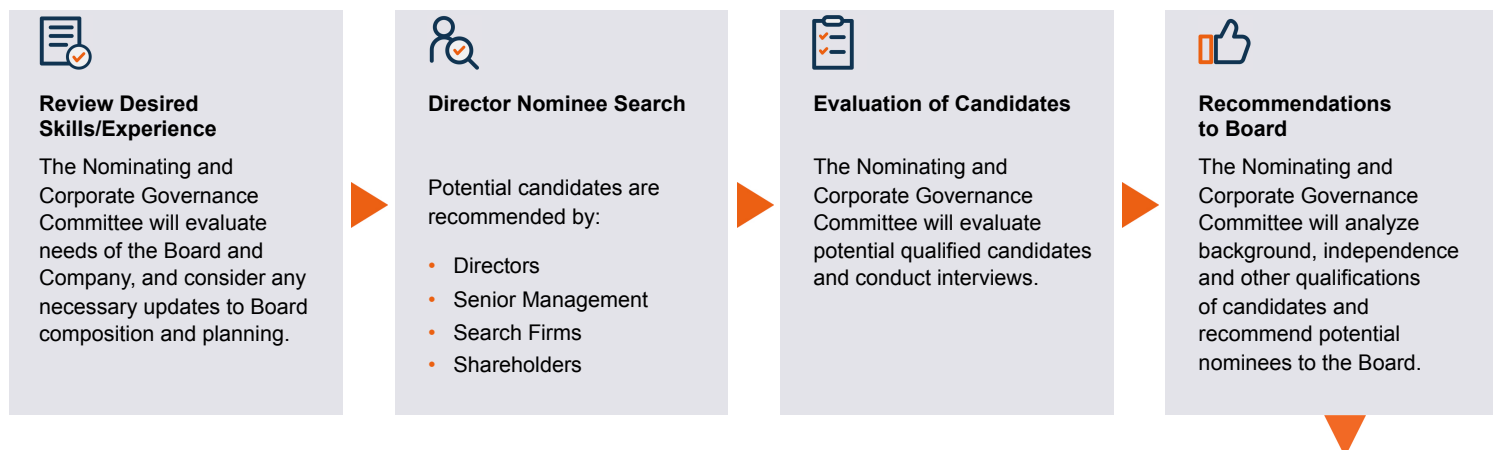 Review Desired
Skills/Experience
The Nominating and
Corporate Governance
Committee will evaluate
needs of the Board and
Company, and consider any
necessary updates to Board
composition and planning.
Director Nominee Search
Potential candidates are
recommended by:
• Directors
• Senior Management
• Search Firms
• Shareholders
Evaluation of Candidates
The Nominating and
Corporate Governance
Committee will evaluate
potential qualified candidates
and conduct interviews.
Recommendations
to Board
The Nominating and
Corporate Governance
Committee will analyze
background, independence
and other qualifications
of candidates and
recommend potential
nominees to the Board.